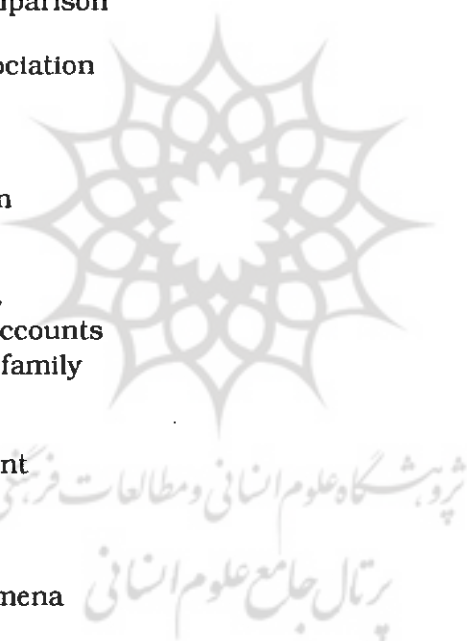 parison
ociation
n
ccounts
family
nt
پژوهشگاه علوم انسانی و مطالعات فرهنگی
mena
پرتال جامع علوم انسانی